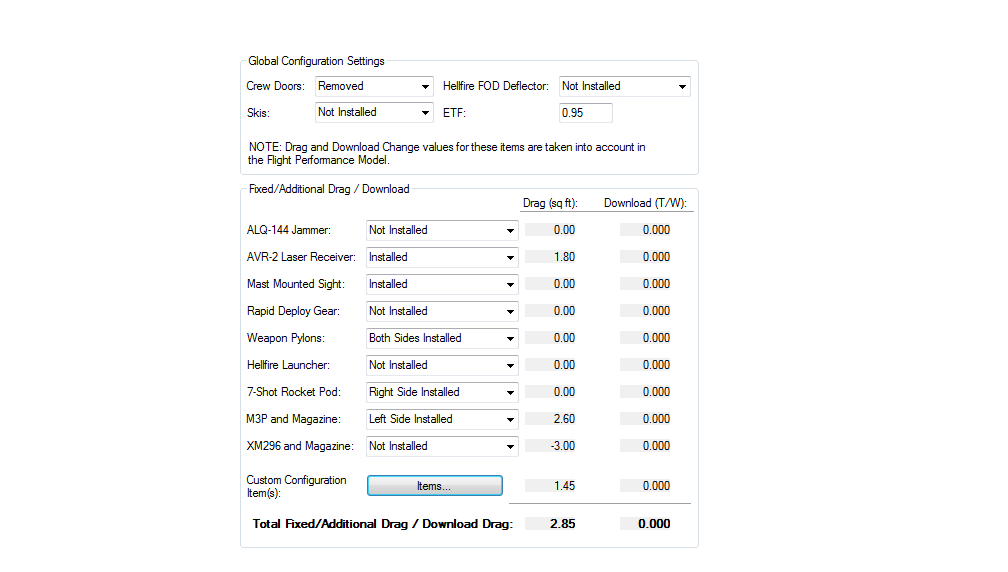 Global Configuration Settings
Crew Doors: Removed Hellfire FOD Deflector: Not Installed
Skis: Not Installed ETF: 0.95
NOTE: Drag and Download Change values for these items are taken into account in
the Flight Performance Model.
Fixed/Additional Drag / Download
Drag (sq ft): Download (T/W):
ALQ-144 Jammer: Not Installed 0.00 0.000
AVR-2 Laser Receiver: Installed 1.80 0.000
Mast Mounted Sight: Installed 0.00 0.000
Rapid Deploy Gear: Not Installed 0.00 0.000
Weapon Pylons: Both Sides Installed 0.00 0.000
Hellfire Launcher: Not Installed 0.00 0.000
7-Shot Rocket Pod: Right Side Installed 0.00 0.000
M3P and Magazine: Left Side Installed 2.60 0.000
XM296 and Magazine: Not Installed -3.00 0.000
Custom Configuration
Item(s): Items... 1.45 0.000
Total Fixed/Additional Drag / Download Drag: 2.85 0.000